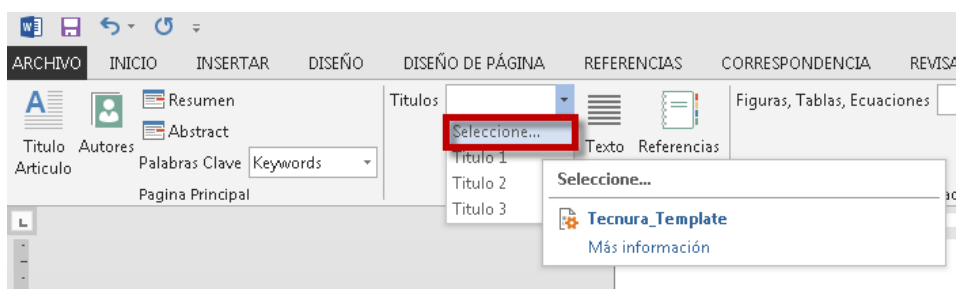 ARCHIVO INICIO INSERTAR DISEÑO DISEÑO DE PÁGINA REFERENCIAS CORRESPONDENCIA REVISA
Titulo Articulo
Autores
Resumen
Abstract
Palabras Clave Keywords
Pagina Principal
Titulos
Seleccione...
Titulo 1
Titulo 2
Titulo 3
Texto Referencias
Figuras, Tablas, Ecuaciones
Seleccione...
Tecnura_Template
Más información